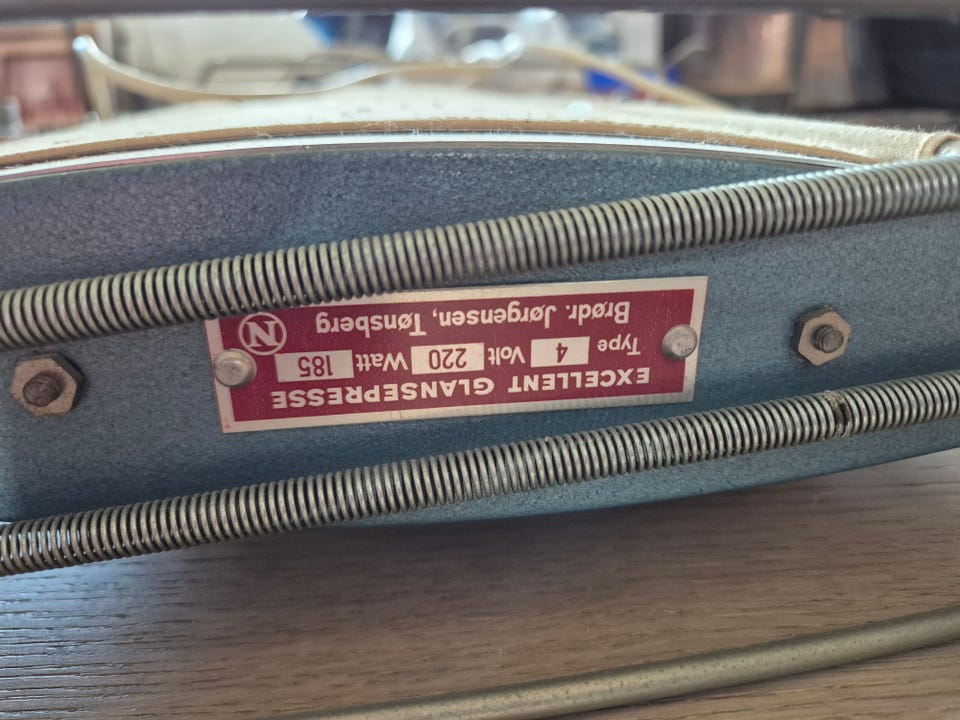 EXCELLENT GLANSEPRESSE
Type 4 Volt 220 Watt 185
Brødr. Jørgensen, Tønsberg N